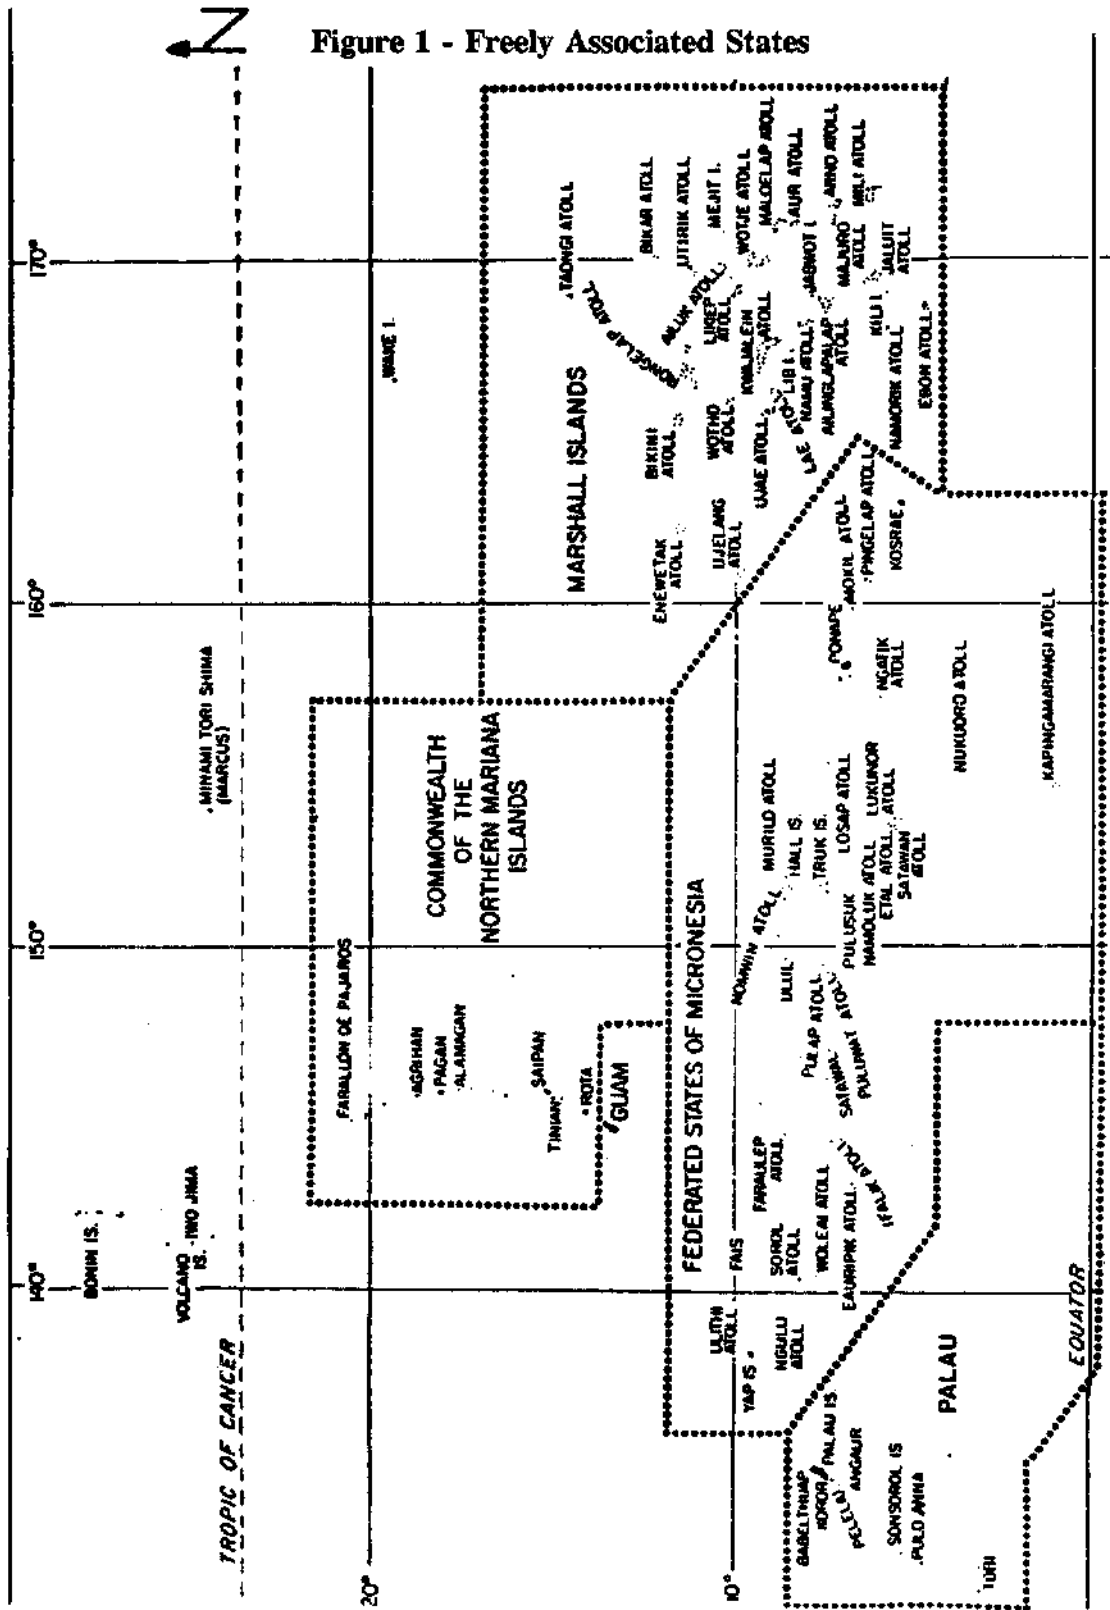 N
Figure 1 - Freely Associated States
140°
150°
160°
170°
BONIN IS.
VOLCANO
IS.
IWO JIMA
MINAMI TORI SHIMA
(MARCUS)
TROPIC OF CANCER
WAKE I.
20°
FARALLON DE PAJAROS
AGRIHAN
PAGAN
ALAMAGAN
SAIPAN
TINIAN
ROTA
GUAM
COMMONWEALTH
OF THE
NORTHERN MARIANA
ISLANDS
MARSHALL ISLANDS
TAONGI ATOLL
BIKAR ATOLL
UTIRIK ATOLL
MEJIT I.
RONGELAP ATOLL
AILUK ATOLL
BIKINI
ATOLL
ENEWETAK
ATOLL
WOTHO
ATOLL
UJELANG
ATOLL
LIKIEP
ATOLL
WOTJE ATOLL
MALOELAP ATOLL
KWAJALEIN
ATOLL
UJAE ATOLL
LAE ATOLL
LIB I.
AUR ATOLL
NAMU ATOLL
JABWOT I.
AILINGLAPALAP
ATOLL
MAJURO
ATOLL
ARNO ATOLL
MILI ATOLL
JALUIT
ATOLL
KILI I.
NAMORIK ATOLL
EBON ATOLL
FEDERATED STATES OF MICRONESIA
10°
ULITHI
ATOLL
YAP IS
FAIS
NGULU
ATOLL
SOROL
ATOLL
FARAULEP
ATOLL
WOLEAI ATOLL
EAURIPIK ATOLL
IFALIK ATOLL
NOMWIN ATOLL
MURILO ATOLL
HALL IS.
ULUL
TRUK IS.
PULAP ATOLL
SATAWAL
PULUWAT ATOLL
PULUSUK
LOSAP ATOLL
NAMOLUK ATOLL
ETAL ATOLL
LUKUNOR
ATOLL
SATAWAN
ATOLL
PONAPE
MOKIL ATOLL
PINGELAP ATOLL
KOSRAE
NGATIK
ATOLL
NUKUORO ATOLL
KAPINGAMARANGI ATOLL
BABELTHUAP
KOROR
PALAU IS.
PELELIU
ANGAUR
SONSOROL IS
PULO ANNA
TOBI
PALAU
EQUATOR